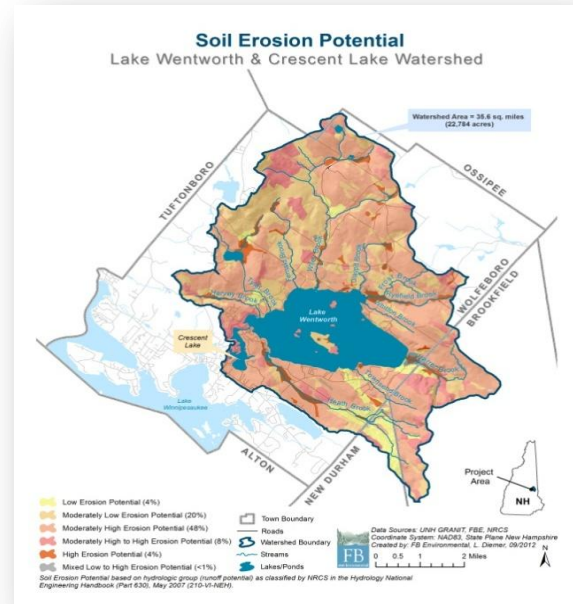 Soil Erosion Potential
Lake Wentworth & Crescent Lake Watershed
Watershed Area = 35.6 sq. miles
(22,784 acres)
TUFTONBORO
OSSIPEE
WOLFEBORO
BROOKFIELD
Lake
Wentworth
Crescent
Lake
Lake
Winnipesaukee
Heath Brook
ALTON
NEW DURHAM
Project
Area
NH
Low Erosion Potential (4%)
Moderately Low Erosion Potential (20%)
Moderately High Erosion Potential (48%)
Moderately High to High Erosion Potential (8%)
High Erosion Potential (4%)
Mixed Low to High Erosion Potential (<1%)
Town Boundary
Roads
Watershed Boundary
Streams
Lakes/Ponds
FB
Data Sources: UNH GRANIT, FBE, NRCS
Coordinate System: NAD83, State Plane New Hampshire
Created by: FB Environmental, L. Diemer, 09/2012
0 0.5 1 2 Miles
N
Soil Erosion Potential based on hydrologic group (runoff potential) as classified by NRCS in the Hydrology National
Engineering Handbook (Part 630), May 2007 (210-VI-NEH).